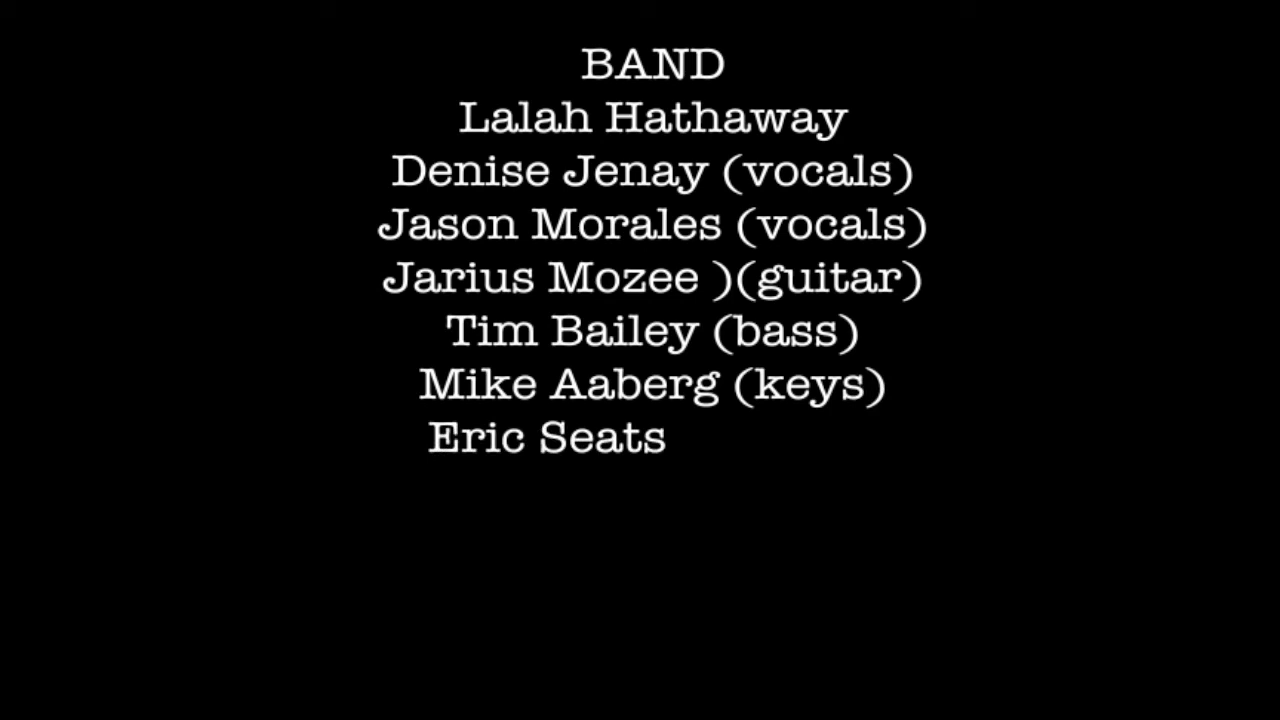 BAND
Lalah Hathaway
Denise Jenay (vocals)
Jason Morales (vocals)
Jarius Mozee )(guitar)
Tim Bailey (bass)
Mike Aaberg (keys)
Eric Seats